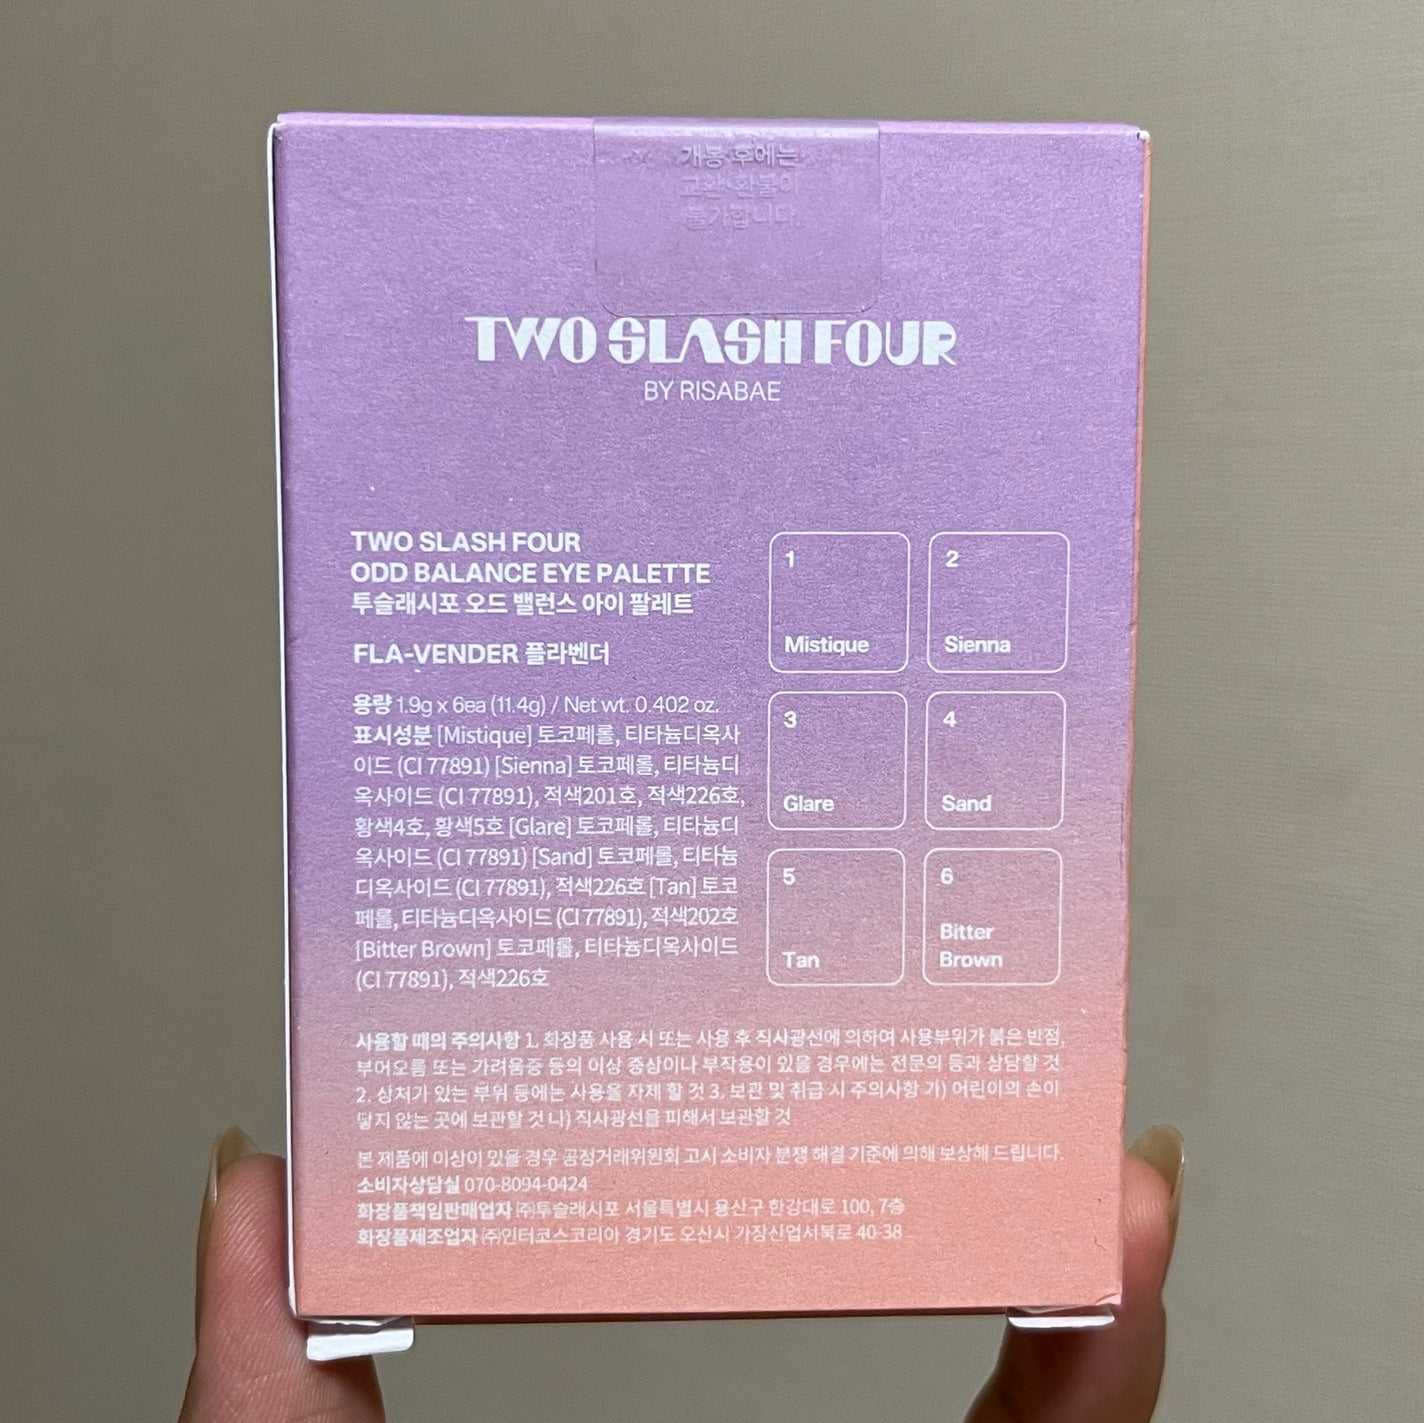 개봉 후에는
교환·환불이
불가합니다.
TWO SLASH FOUR
BY RISABAE
TWO SLASH FOUR
ODD BALANCE EYE PALETTE
투슬래시포 오드 밸런스 아이 팔레트
FLA-VENDER 플라벤더
용량 1.9g x 6ea (11.4g) / Net wt. 0.402 oz.
표시성분 [Mistique] 토코페롤, 티타늄디옥사
이드 (CI 77891) [Sienna] 토코페롤, 티타늄디
옥사이드 (CI 77891), 적색201호, 적색226호,
황색4호, 황색5호 [Glare] 토코페롤, 티타늄디
옥사이드 (CI 77891) [Sand] 토코페롤, 티타늄
디옥사이드 (CI 77891), 적색226호 [Tan] 토코
페롤, 티타늄디옥사이드 (CI 77891), 적색202호
[Bitter Brown] 토코페롤, 티타늄디옥사이드
(CI 77891), 적색226호
1
Mistique
2
Sienna
3
Glare
4
Sand
5
Tan
6
Bitter
Brown
사용할 때의 주의사항 1. 화장품 사용 시 또는 사용 후 직사광선에 의하여 사용부위가 붉은 반점,
부어오름 또는 가려움증 등의 이상 증상이나 부작용이 있을 경우에는 전문의 등과 상담할 것
2. 상처가 있는 부위 등에는 사용을 자제 할 것 3. 보관 및 취급 시 주의사항 가) 어린이의 손이
닿지 않는 곳에 보관할 것 나) 직사광선을 피해서 보관할 것
본 제품에 이상이 있을 경우 공정거래위원회 고시 소비자 분쟁 해결 기준에 의해 보상해 드립니다.
소비자상담실 070-8094-0424
화장품책임판매업자 ㈜투슬래시포 서울특별시 용산구 한강대로 100, 7층
화장품제조업자 ㈜인터코스코리아 경기도 오산시 가장산업서북로 40-38